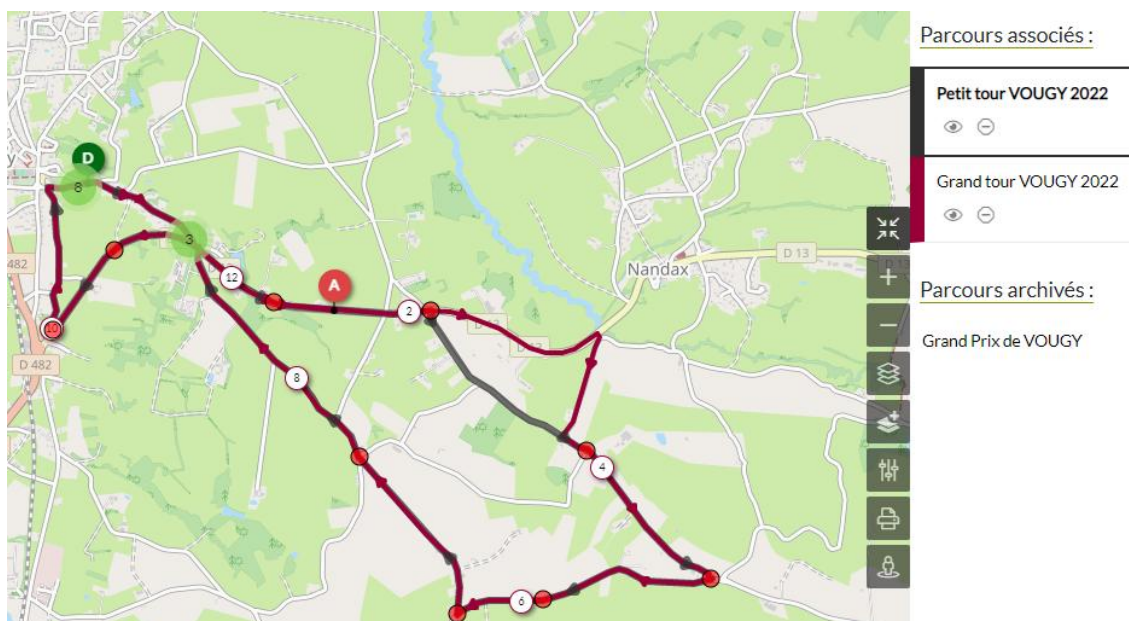 Parcours associés :
Petit tour VOUGY 2022
Grand tour VOUGY 2022
Parcours archivés :
Grand Prix de VOUGY
y
D
8
3
12
A
2
Nandax
D 13
482
10
D 482
8
4
6